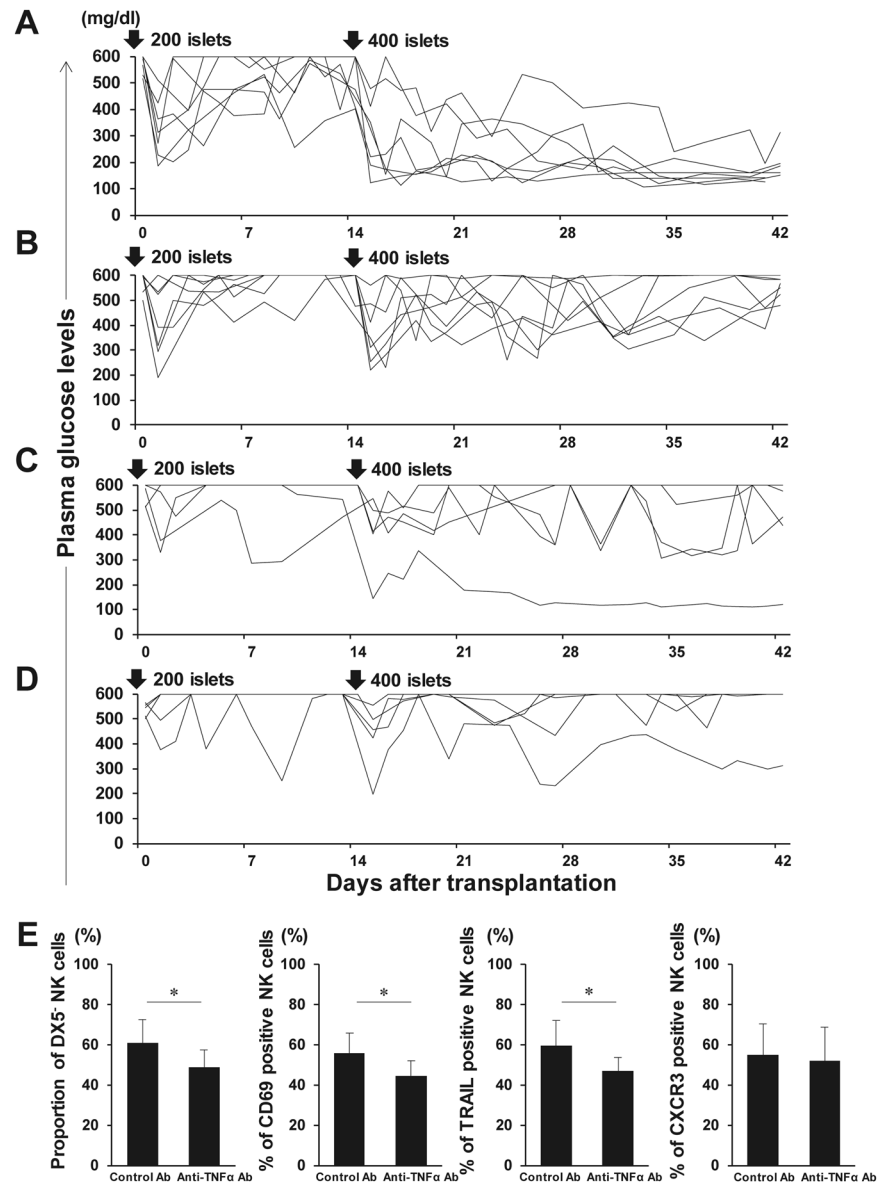 A
(mg/dl)
200 islets
400 islets
600
500
400
300
200
100
0
0 7 14 21 28 35 42
B
200 islets
400 islets
600
500
400
300
200
100
0
0 7 14 21 28 35 42
Plasma glucose levels
C
200 islets
400 islets
600
500
400
300
200
100
0
0 7 14 21 28 35 42
D
200 islets
400 islets
600
500
400
300
200
100
0
0 7 14 21 28 35 42
Days after transplantation
E
(%)
Proportion of DX5⁻ NK cells
100
80
60
40
20
0
*
Control Ab Anti-TNFα Ab
(%)
% of CD69 positive NK cells
100
80
60
40
20
0
*
Control Ab Anti-TNFα Ab
(%)
% of TRAIL positive NK cells
100
80
60
40
20
0
*
Control Ab Anti-TNFα Ab
(%)
% of CXCR3 positive NK cells
100
80
60
40
20
0
Control Ab Anti-TNFα Ab